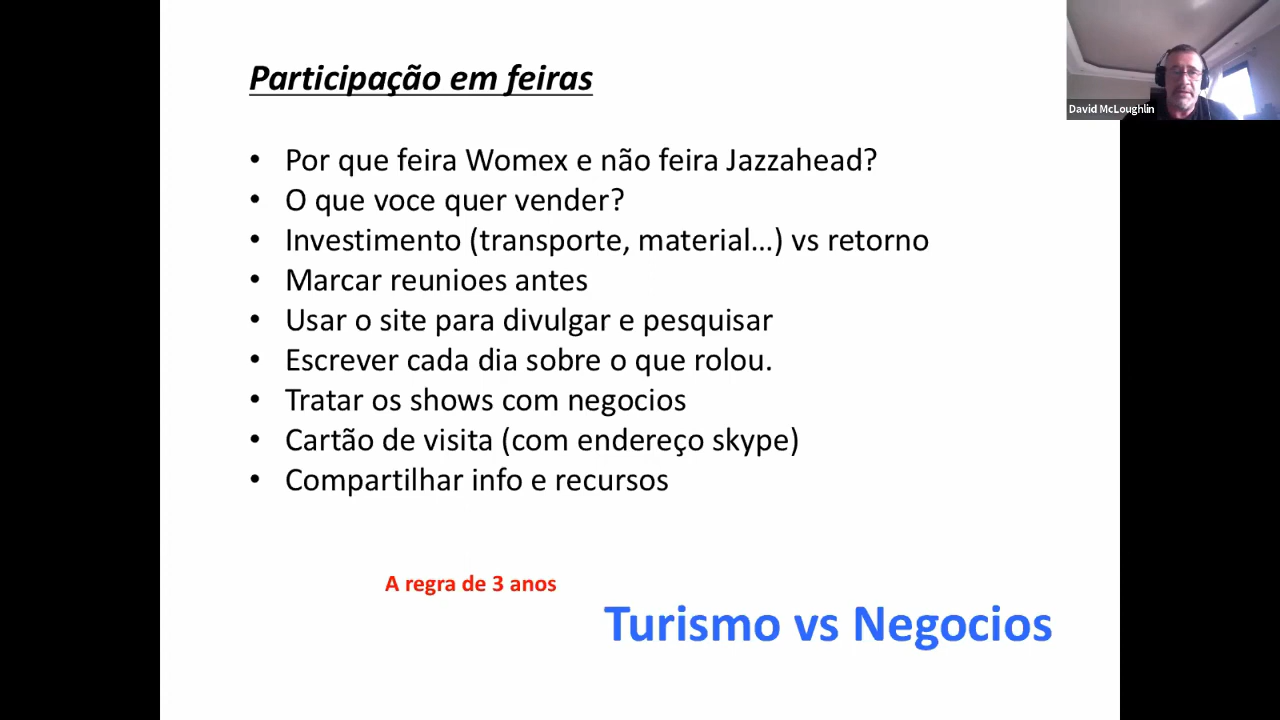 Participação em feiras
David McLoughlin
• Por que feira Womex e não feira Jazzahead?
• O que voce quer vender?
• Investimento (transporte, material...) vs retorno
• Marcar reunioes antes
• Usar o site para divulgar e pesquisar
• Escrever cada dia sobre o que rolou.
• Tratar os shows com negocios
• Cartão de visita (com endereço skype)
• Compartilhar info e recursos
A regra de 3 anos
Turismo vs Negocios